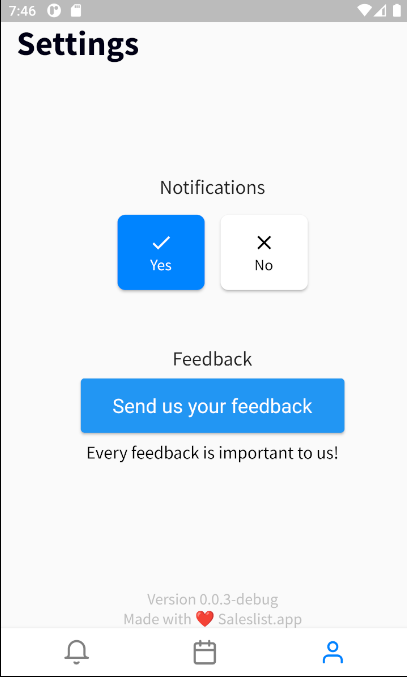 7:46
Settings
Notifications
Yes
No
Feedback
Send us your feedback
Every feedback is important to us!
Version 0.0.3-debug
Made with ❤️ Saleslist.app